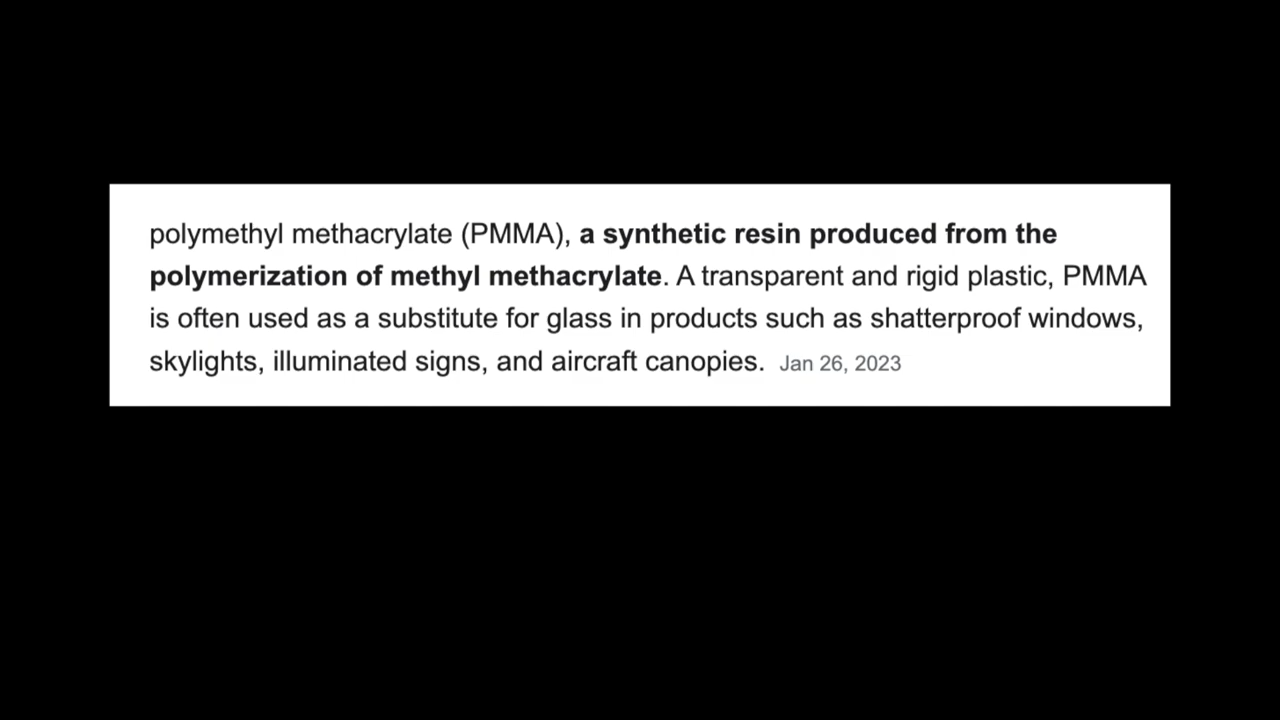 polymethyl methacrylate (PMMA), a synthetic resin produced from the
polymerization of methyl methacrylate. A transparent and rigid plastic, PMMA
is often used as a substitute for glass in products such as shatterproof windows,
skylights, illuminated signs, and aircraft canopies. Jan 26, 2023